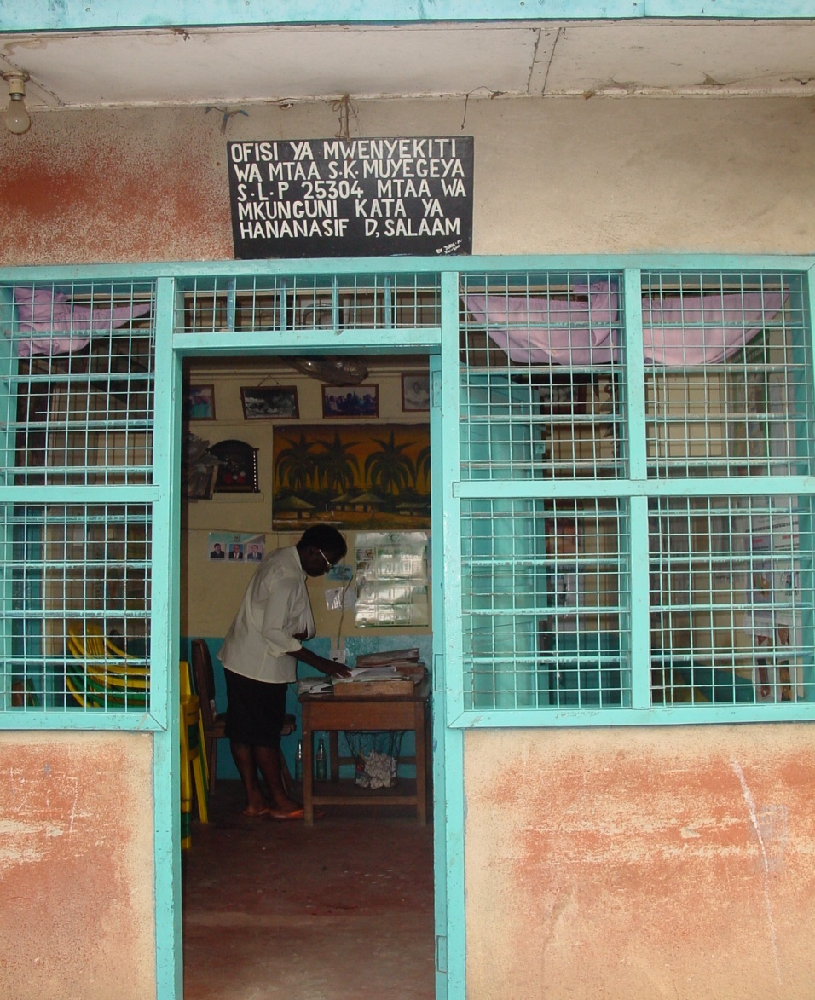 OFISI YA MWENYEKITI
WA MTAA S.K. MUYEGEYA
S.L.P 25304 MTAA WA
MKUNGUNI KATA YA
HANANASIF D, SALAAM